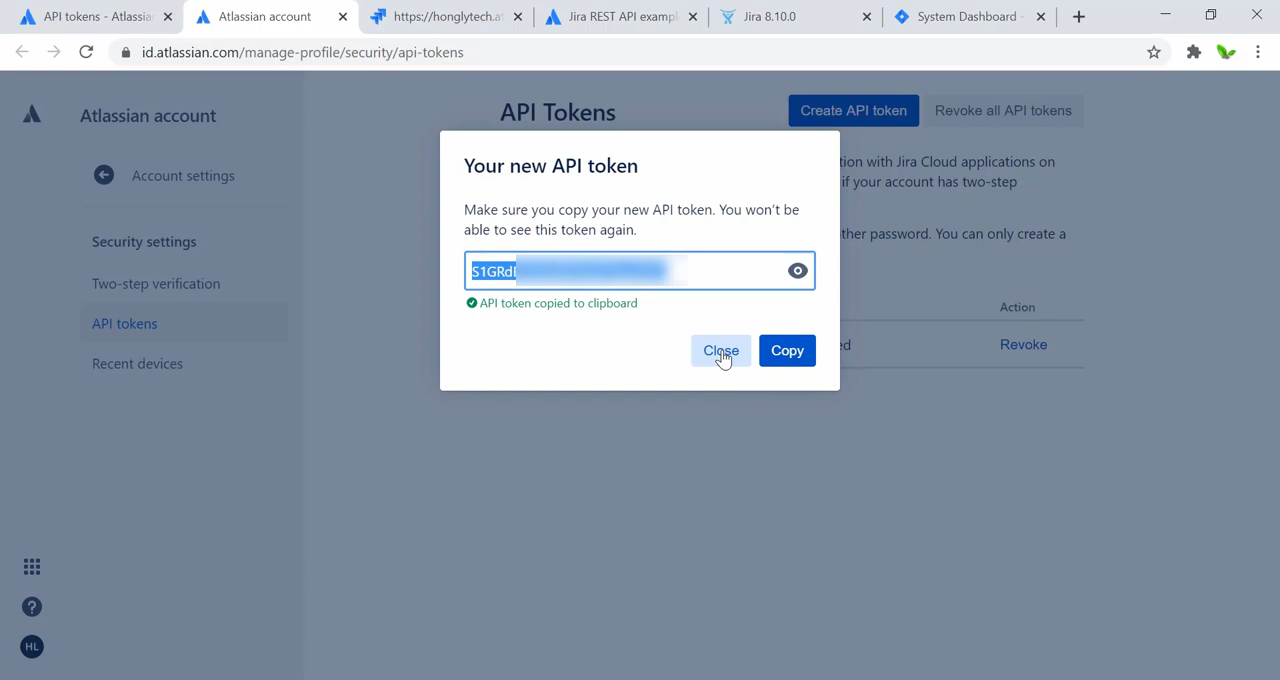 API tokens - Atlassia
Atlassian account
https://honglytech.a
Jira REST API exampl
Jira 8.10.0
System Dashboard -
id.atlassian.com/manage-profile/security/api-tokens
Atlassian account
API Tokens
Create API token
Revoke all API tokens
Account settings
tion with Jira Cloud applications on
if your account has two-step
ther password. You can only create a
Security settings
Two-step verification
API tokens
Recent devices
Action
ed
Revoke
Your new API token
Make sure you copy your new API token. You won't be
able to see this token again.
S1GRd
API token copied to clipboard
Close
Copy
HL